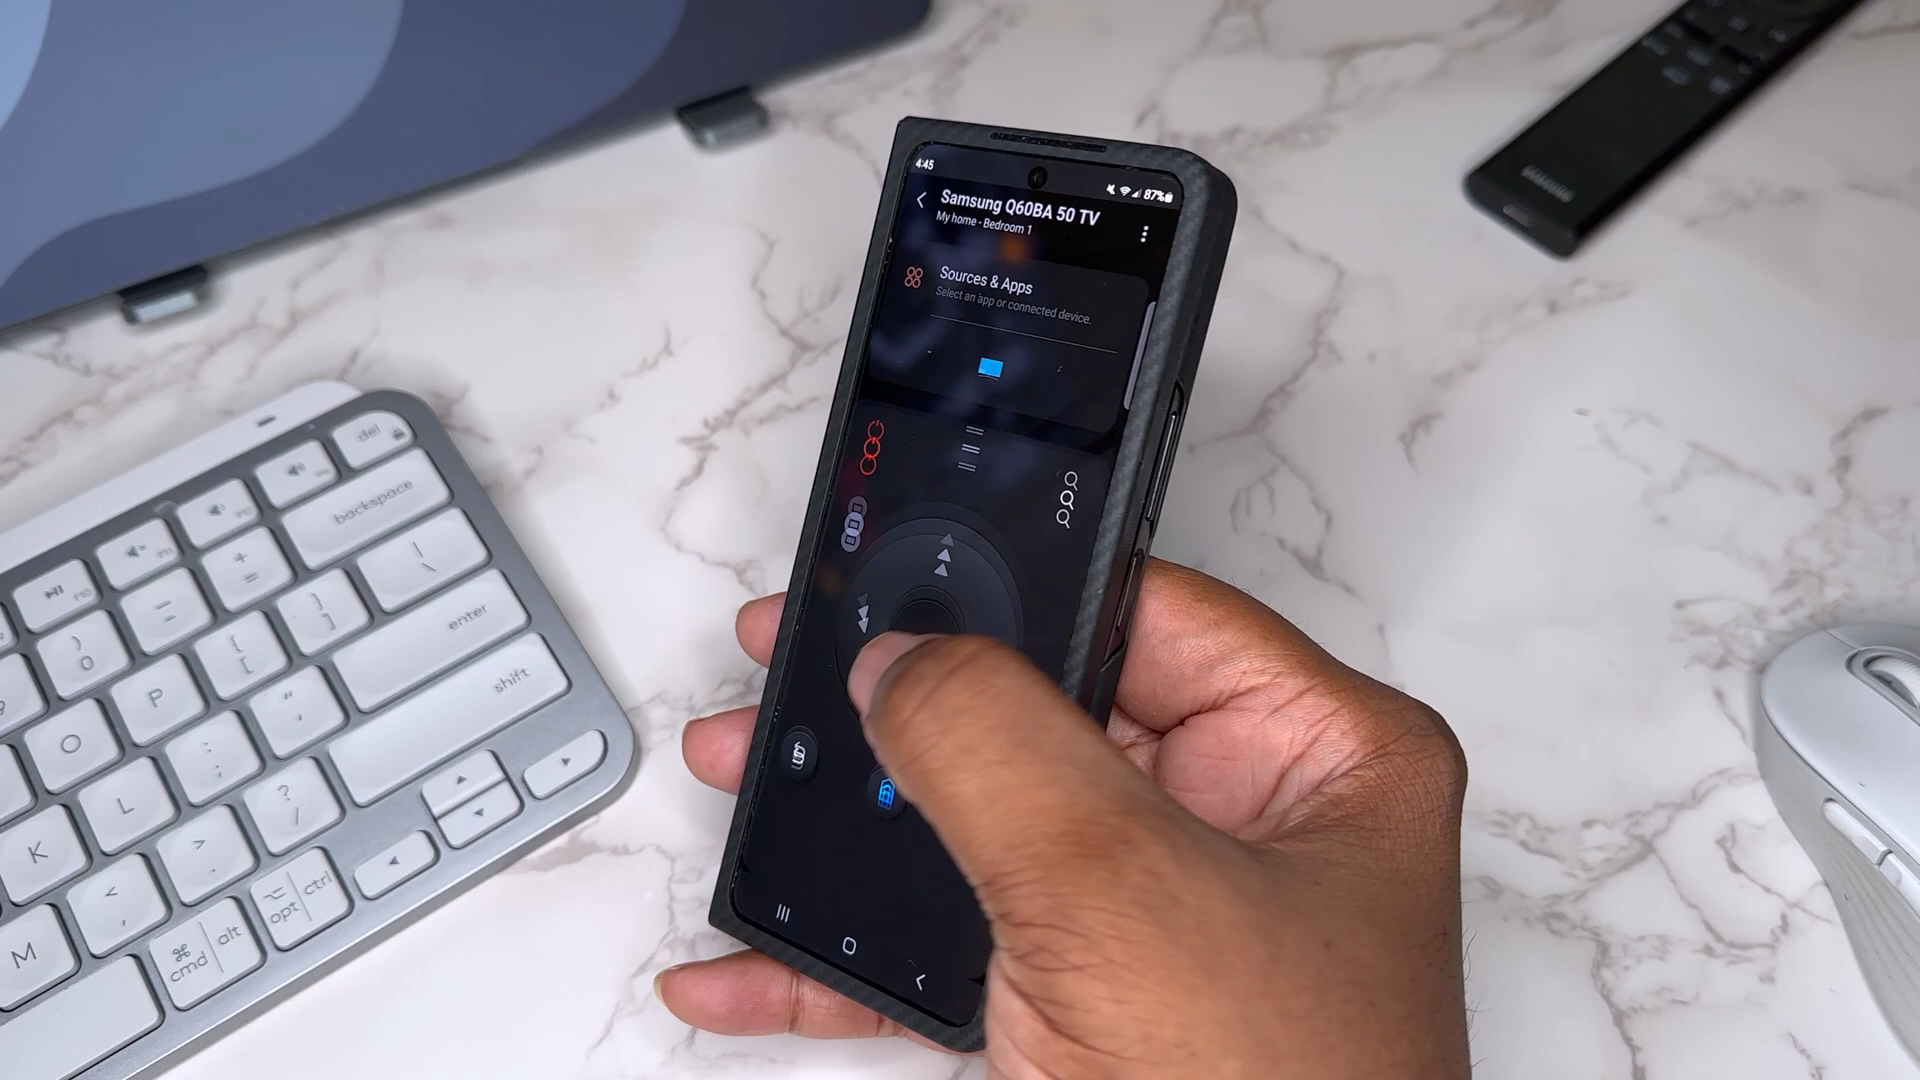 4:45
87%
Samsung Q60BA 50 TV
My home - Bedroom 1
Sources & Apps
Select an app or connected device.
SAMSUNG
del
backspace
enter
shift
P
O
L
K
M
opt
ctrl
cmd
alt